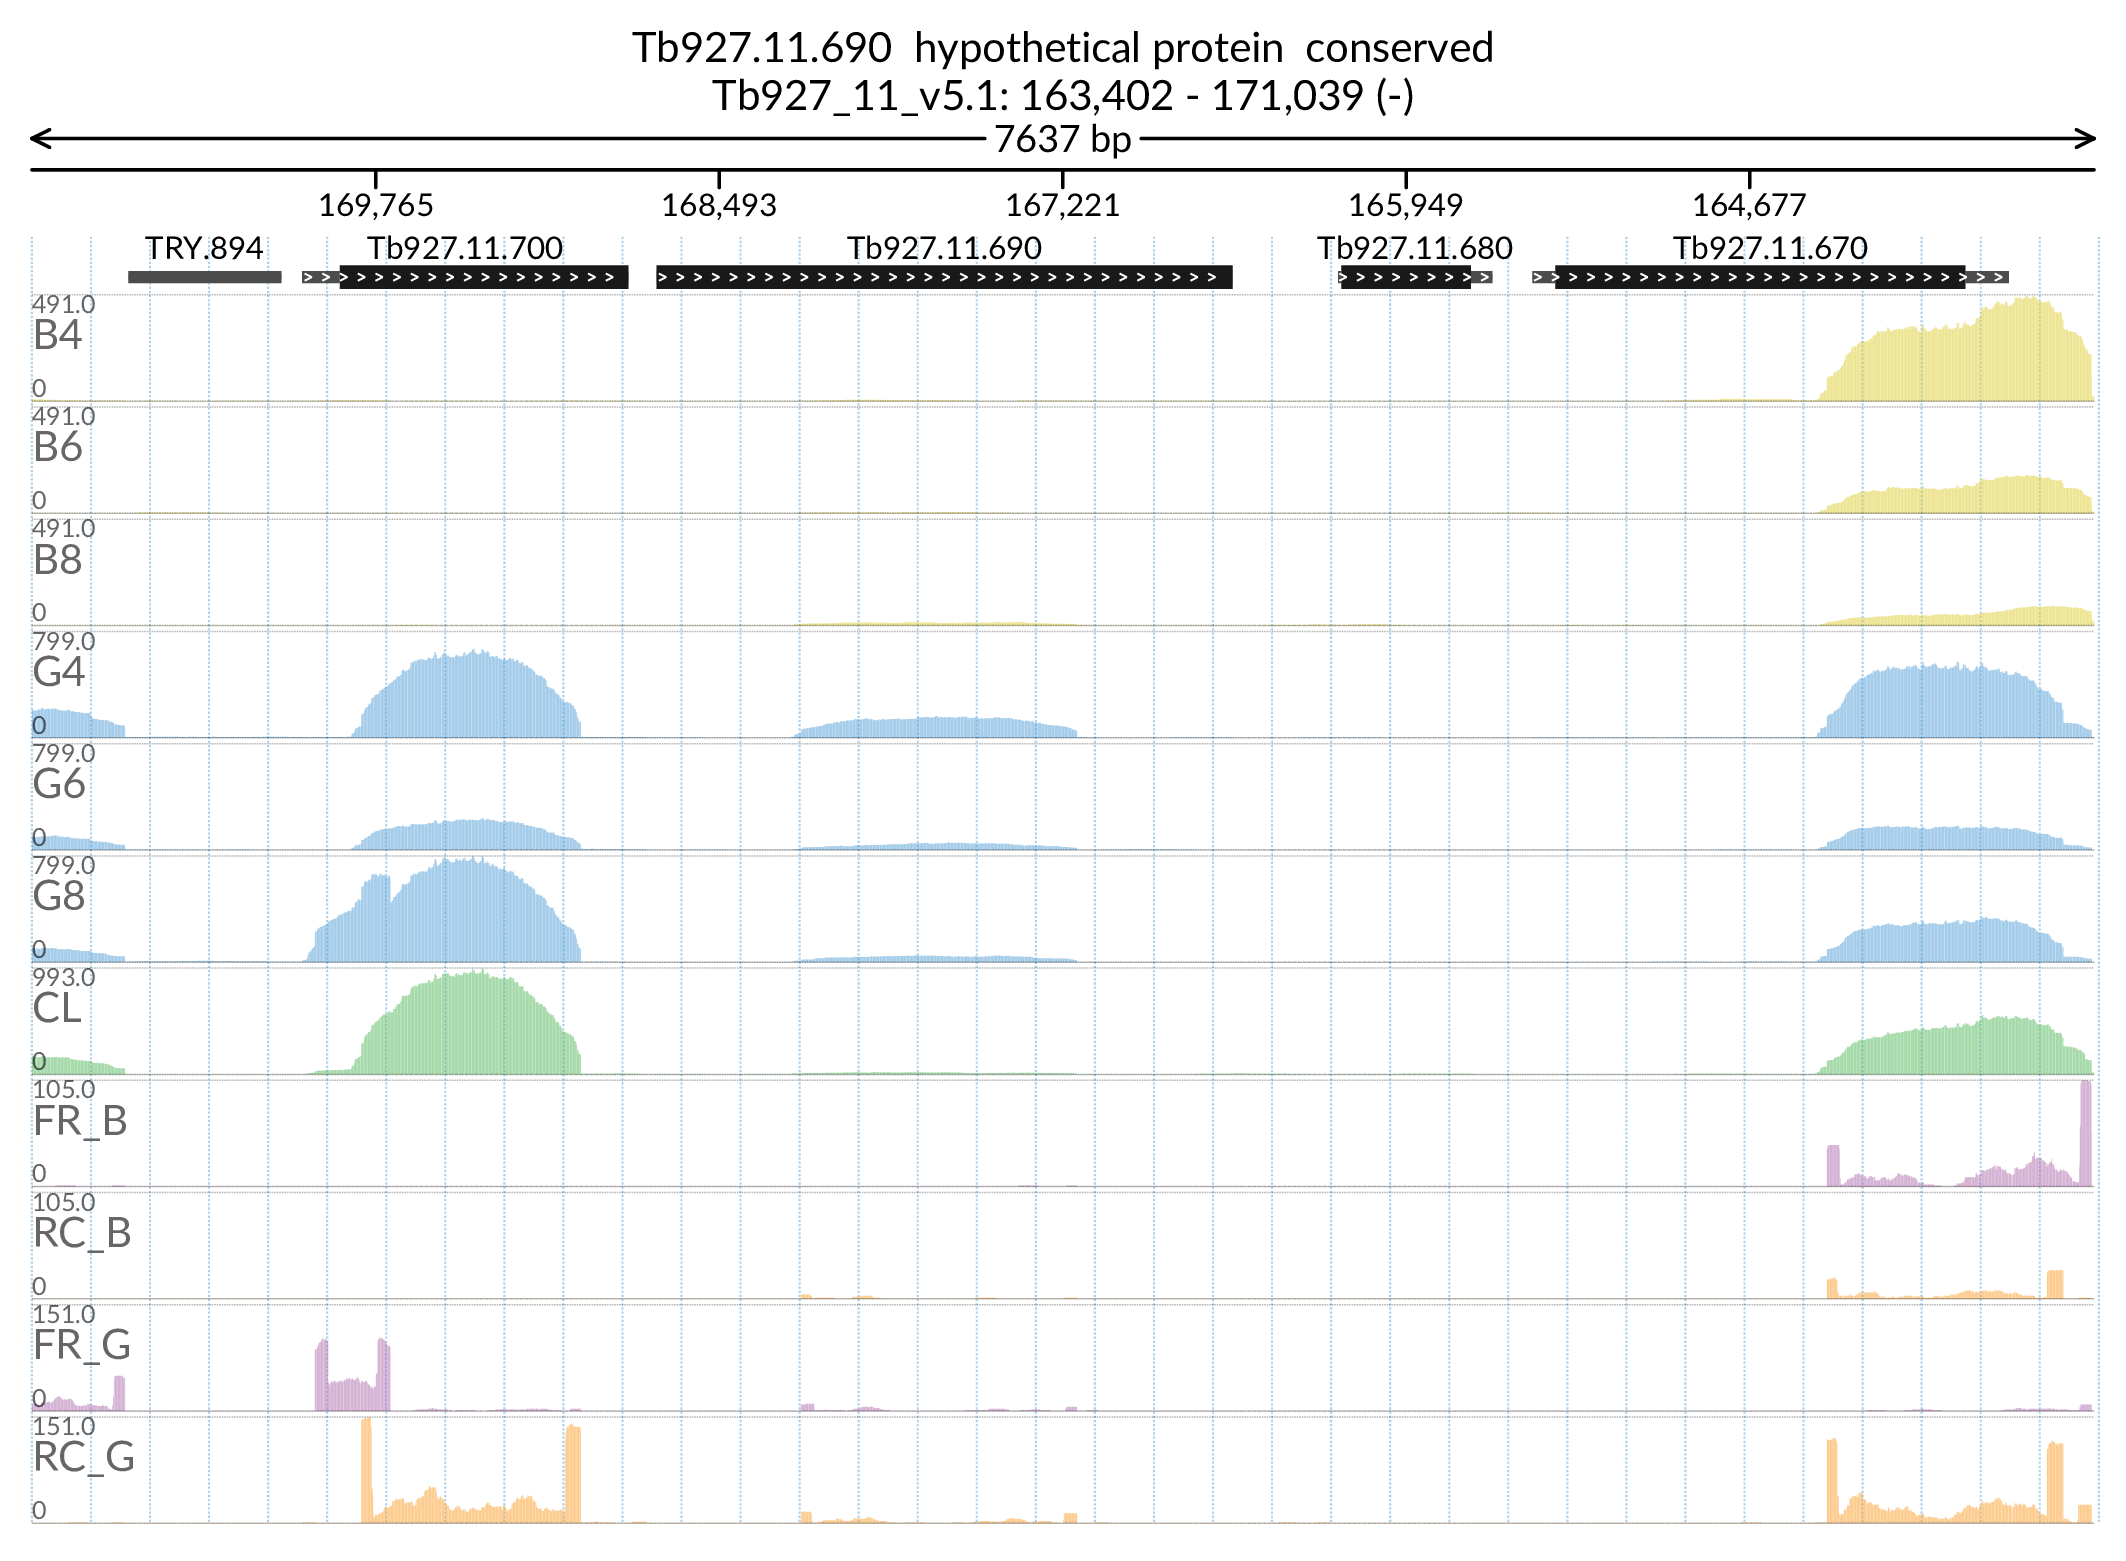 Tb927.11.690  hypothetical protein  conserved
Tb927_11_v5.1: 163,402 - 171,039 (-)
7637 bp
169,765 168,493 167,221 165,949 164,677
TRY.894 Tb927.11.700 Tb927.11.690 Tb927.11.680 Tb927.11.670
491.0
B4
0
491.0
B6
0
491.0
B8
0
799.0
G4
0
799.0
G6
0
799.0
G8
0
993.0
CL
0
105.0
FR_B
0
105.0
RC_B
0
151.0
FR_G
0
151.0
RC_G
0